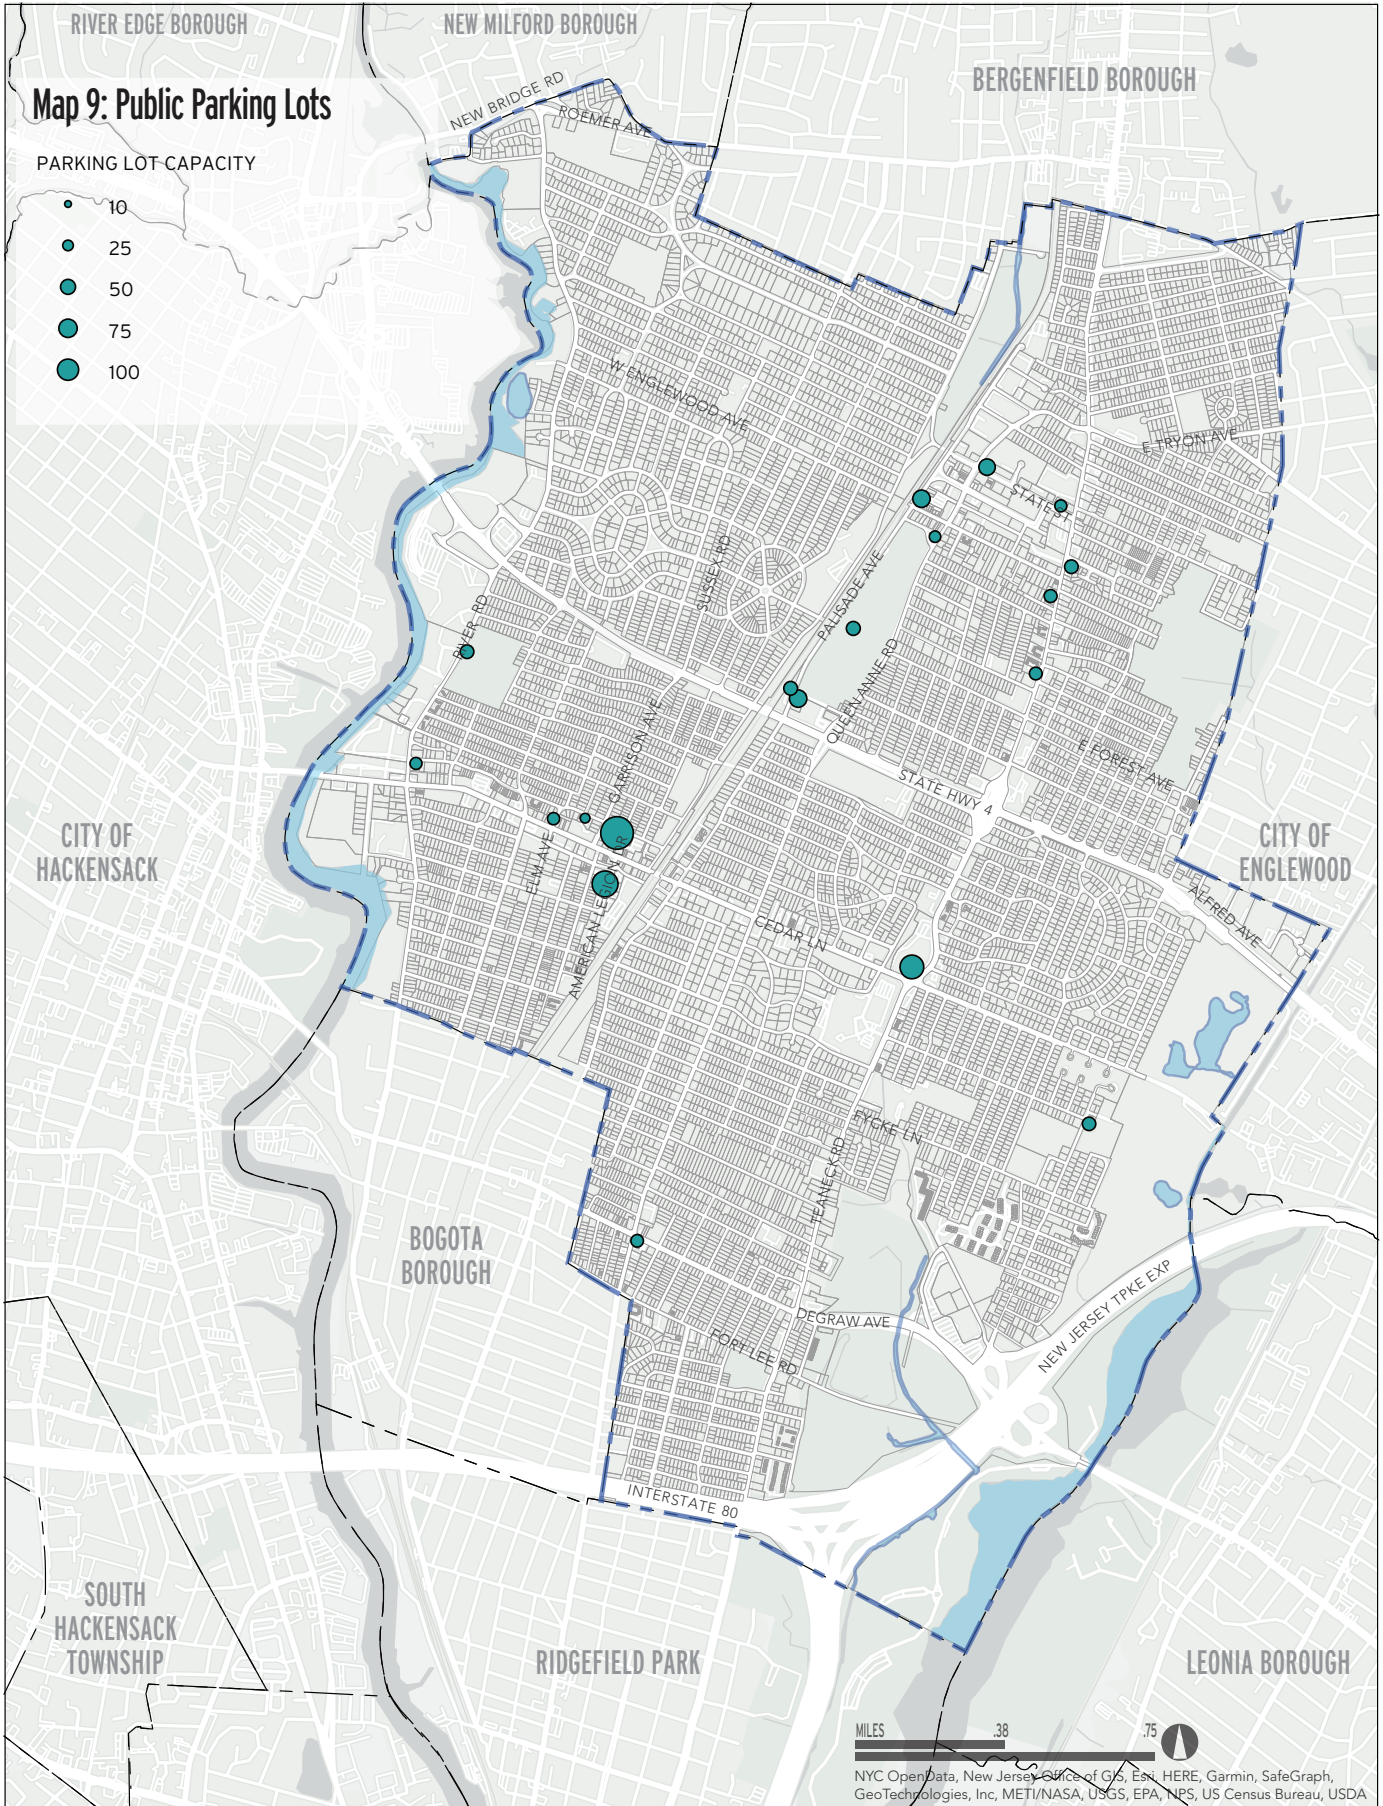 RIVER EDGE BOROUGH
NEW MILFORD BOROUGH
BERGENFIELD BOROUGH
Map 9: Public Parking Lots
PARKING LOT CAPACITY
10
25
50
75
100
NEW BRIDGE RD
ROEMER AVE
W ENGLEWOOD AVE
E TRYON AVE
STATE ST
SUSSEX RD
PALISADE AVE
RIVER RD
QUEEN ANNE RD
GARRISON AVE
E FOREST AVE
STATE HWY 4
CITY OF
HACKENSACK
CITY OF
ENGLEWOOD
ELM AVE
AMERICAN LEGION DR
ALFRED AVE
CEDAR LN
FYCKE LN
TEANECK RD
BOGOTA
BOROUGH
NEW JERSEY TPKE EXP
DEGRAW AVE
FORT LEE RD
INTERSTATE 80
SOUTH
HACKENSACK
TOWNSHIP
RIDGEFIELD PARK
LEONIA BOROUGH
MILES .38 .75
NYC OpenData, New Jersey Office of GIS, Esri, HERE, Garmin, SafeGraph,
GeoTechnologies, Inc, METI/NASA, USGS, EPA, NPS, US Census Bureau, USDA